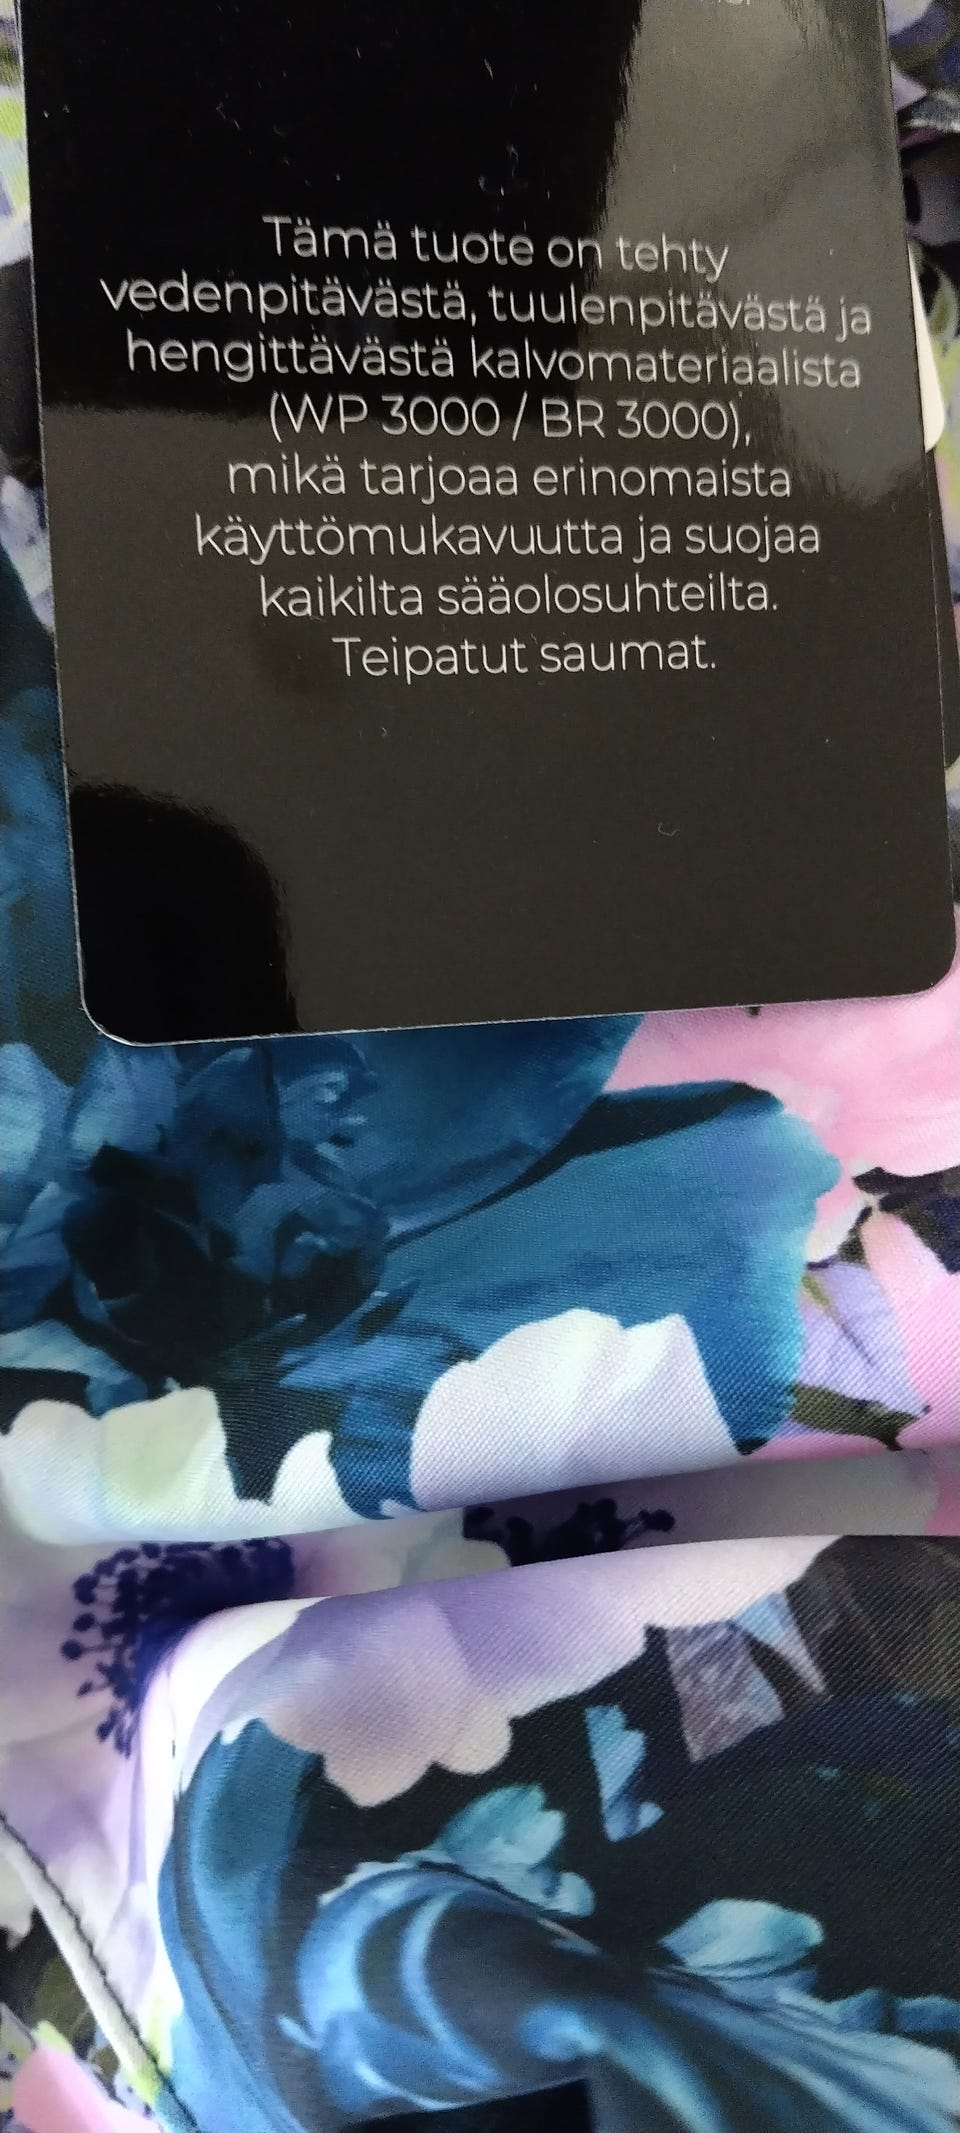 Tämä tuote on tehty
vedenpitävästä, tuulenpitävästä ja
hengittävästä kalvomateriaalista
(WP 3000 / BR 3000),
mikä tarjoaa erinomaista
käyttömukavuutta ja suojaa
kaikilta sääolosuhteilta.
Teipatut saumat.